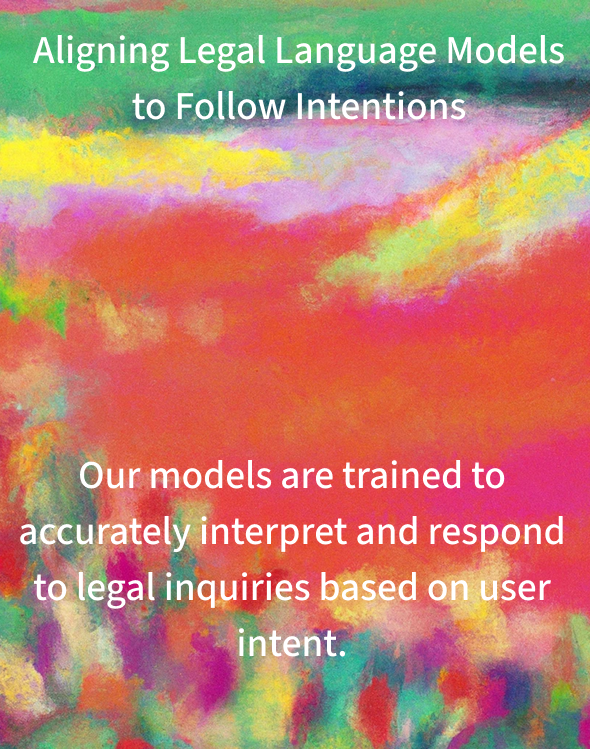 Aligning Legal Language Models
to Follow Intentions
Our models are trained to
accurately interpret and respond
to legal inquiries based on user
intent.